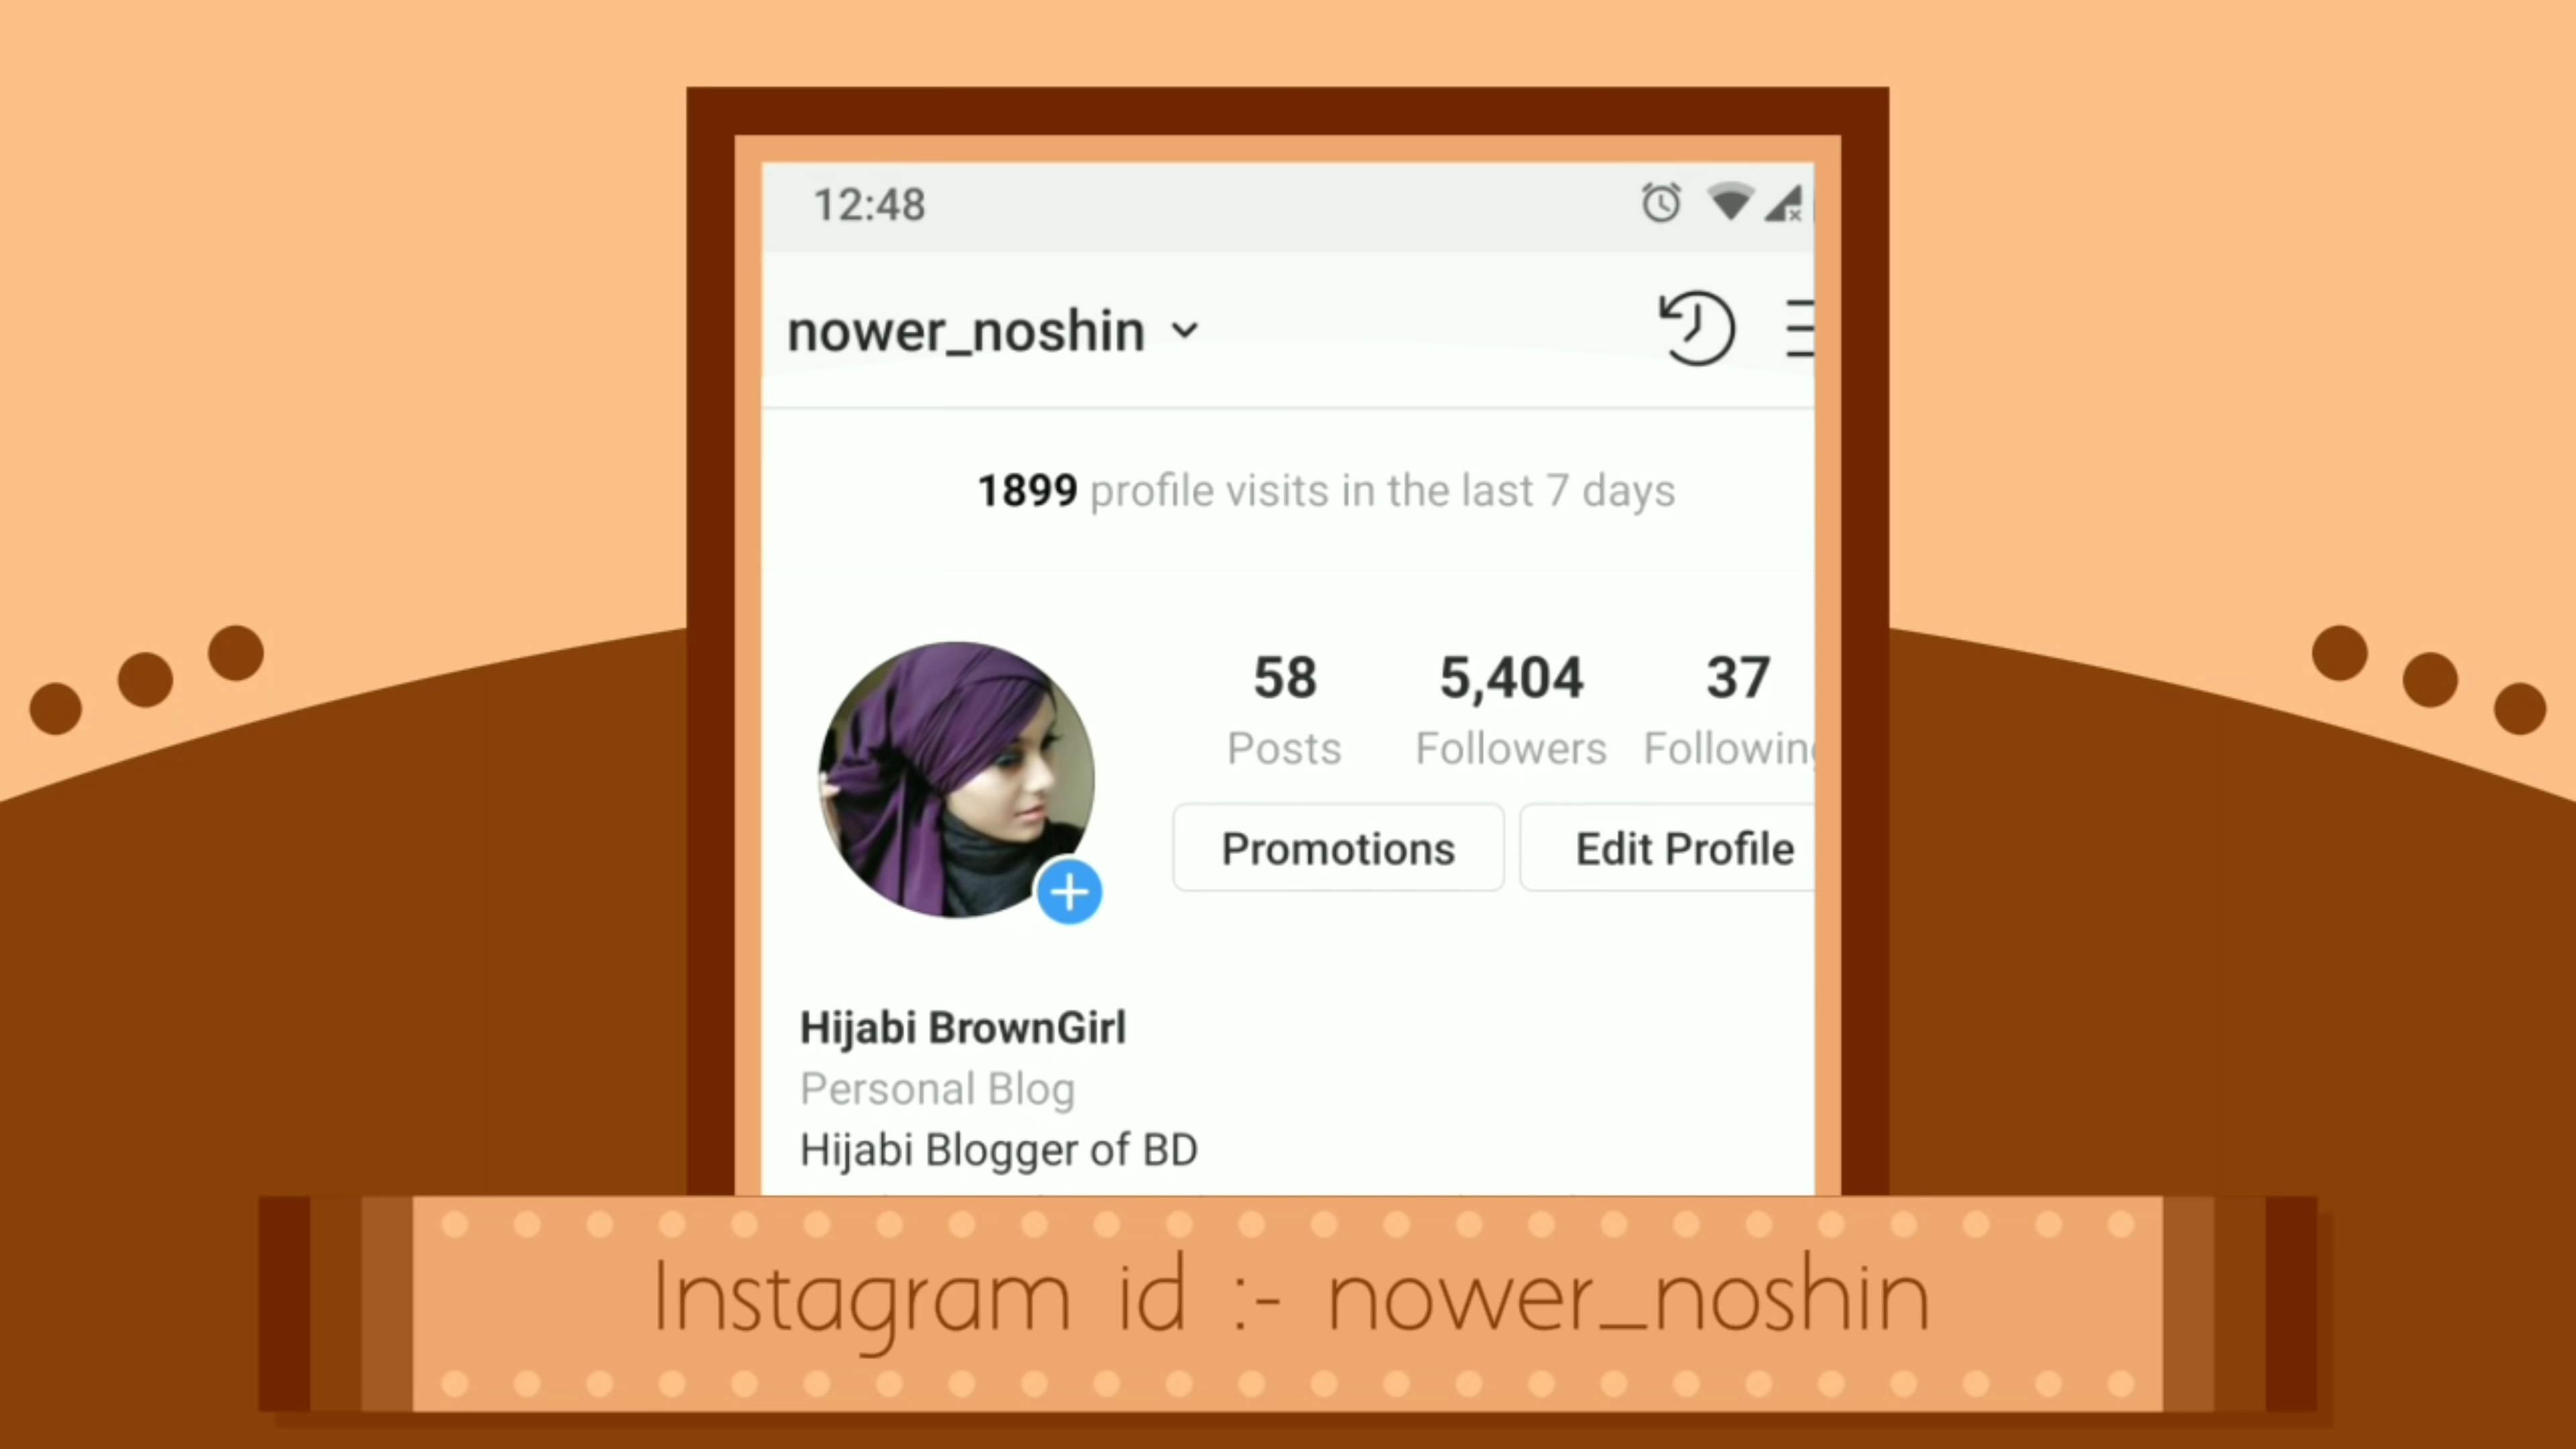 12:48
nower_noshin
1899 profile visits in the last 7 days
58 5,404 37
Posts Followers Following
Promotions Edit Profile
Hijabi BrownGirl
Personal Blog
Hijabi Blogger of BD
Instagram id :- nower_noshin